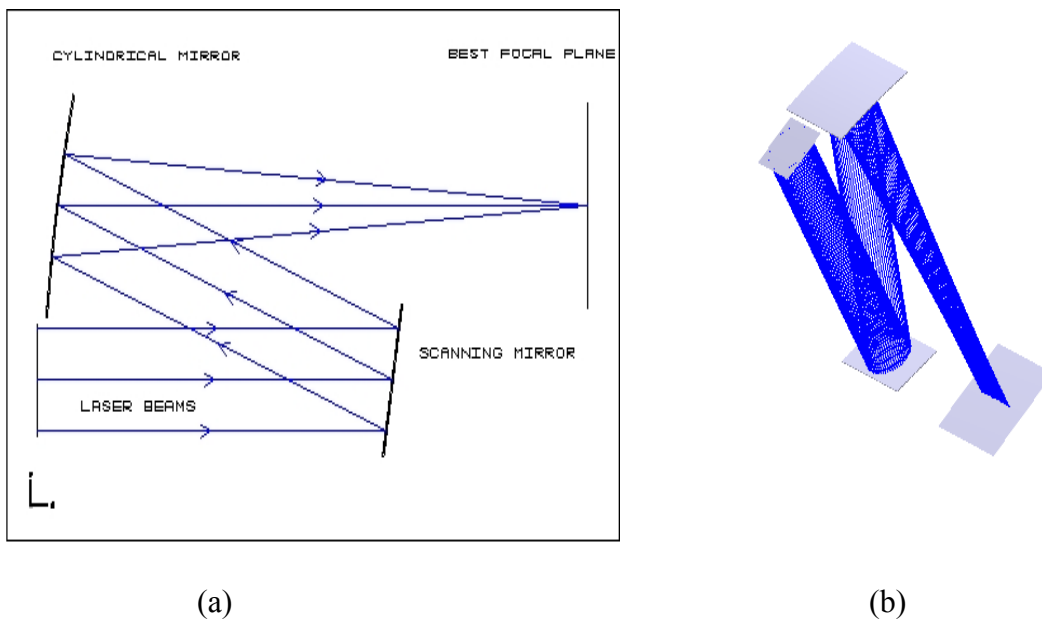 CYLINDRICAL MIRROR
BEST FOCAL PLANE
SCANNING MIRROR
LASER BEAMS
(a)
(b)